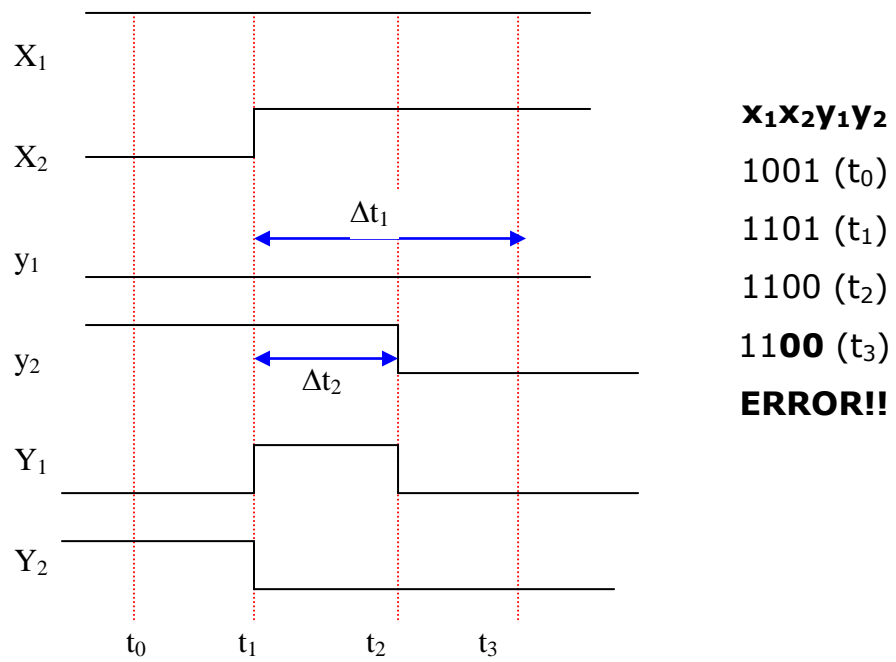 X₁
X₂
Δt₁
y₁
y₂
Δt₂
Y₁
Y₂
t₀ t₁ t₂ t₃
x₁x₂y₁y₂
1001 (t₀)
1101 (t₁)
1100 (t₂)
1100 (t₃)
ERROR!!